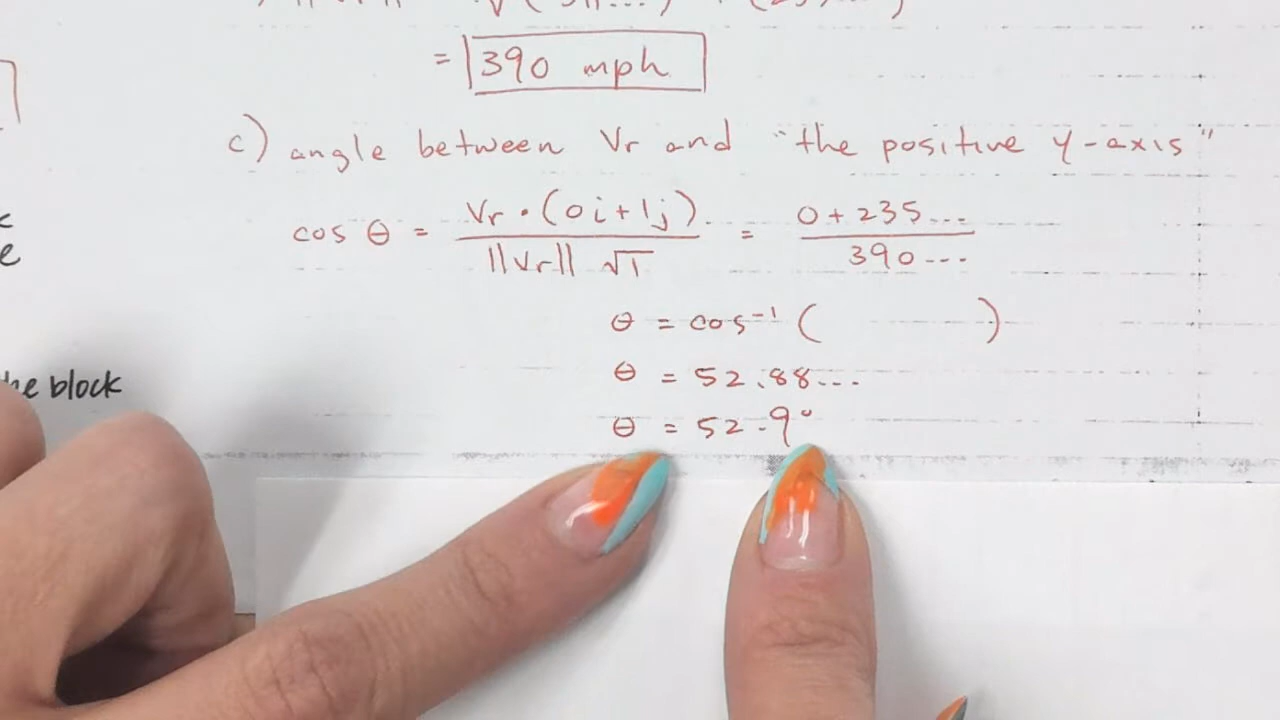 = 390 mph
c) angle between Vr and "the positive y-axis"
cos θ = Vr · (0i + 1j) / ||Vr|| √1 = 0 + 235... / 390...
θ = cos⁻¹ ( )
θ = 52.88...
he block
θ = 52.9°